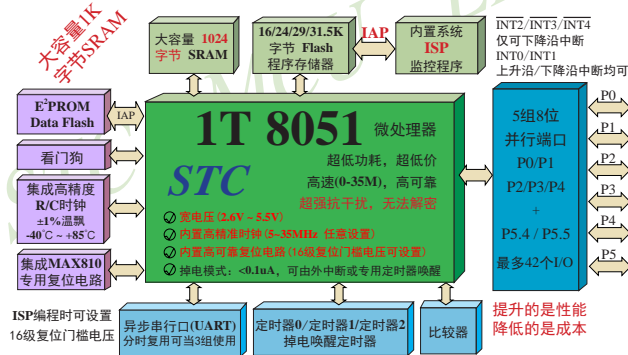 大容量1K
字节SRAM
大容量 1024
字节 SRAM
16/24/29/31.5K
字节 Flash
程序存储器
IAP
内置系统
ISP
监控程序
INT2/INT3/INT4
仅可下降沿中断
INT0/INT1
上升沿/下降沿中断均可
E²PROM
Data Flash
IAP
看门狗
集成高精度
R/C时钟
±1%温飘
-40℃ ~ +85℃
集成MAX810
专用复位电路
1T 8051 微处理器
STC
超低功耗,超低价
高速(0-35M),高可靠
超强抗干扰,无法解密
宽电压(2.6V ~ 5.5V)
内置高精准时钟(5~35MHz 任意设置)
内置高可靠复位电路(16级复位门槛电压可设置)
掉电模式:<0.1uA,可由外中断或专用定时器唤醒
5组8位
并行端口
P0/P1
P2/P3/P4
+
P5.4 / P5.5
最多42个I/O
P0
P1
P2
P3
P4
P5
ISP编程时可设置
16级复位门槛电压
异步串行口(UART)
分时复用可当3组使用
定时器0/定时器1/定时器2
掉电唤醒定时器
比较器
提升的是性能
降低的是成本